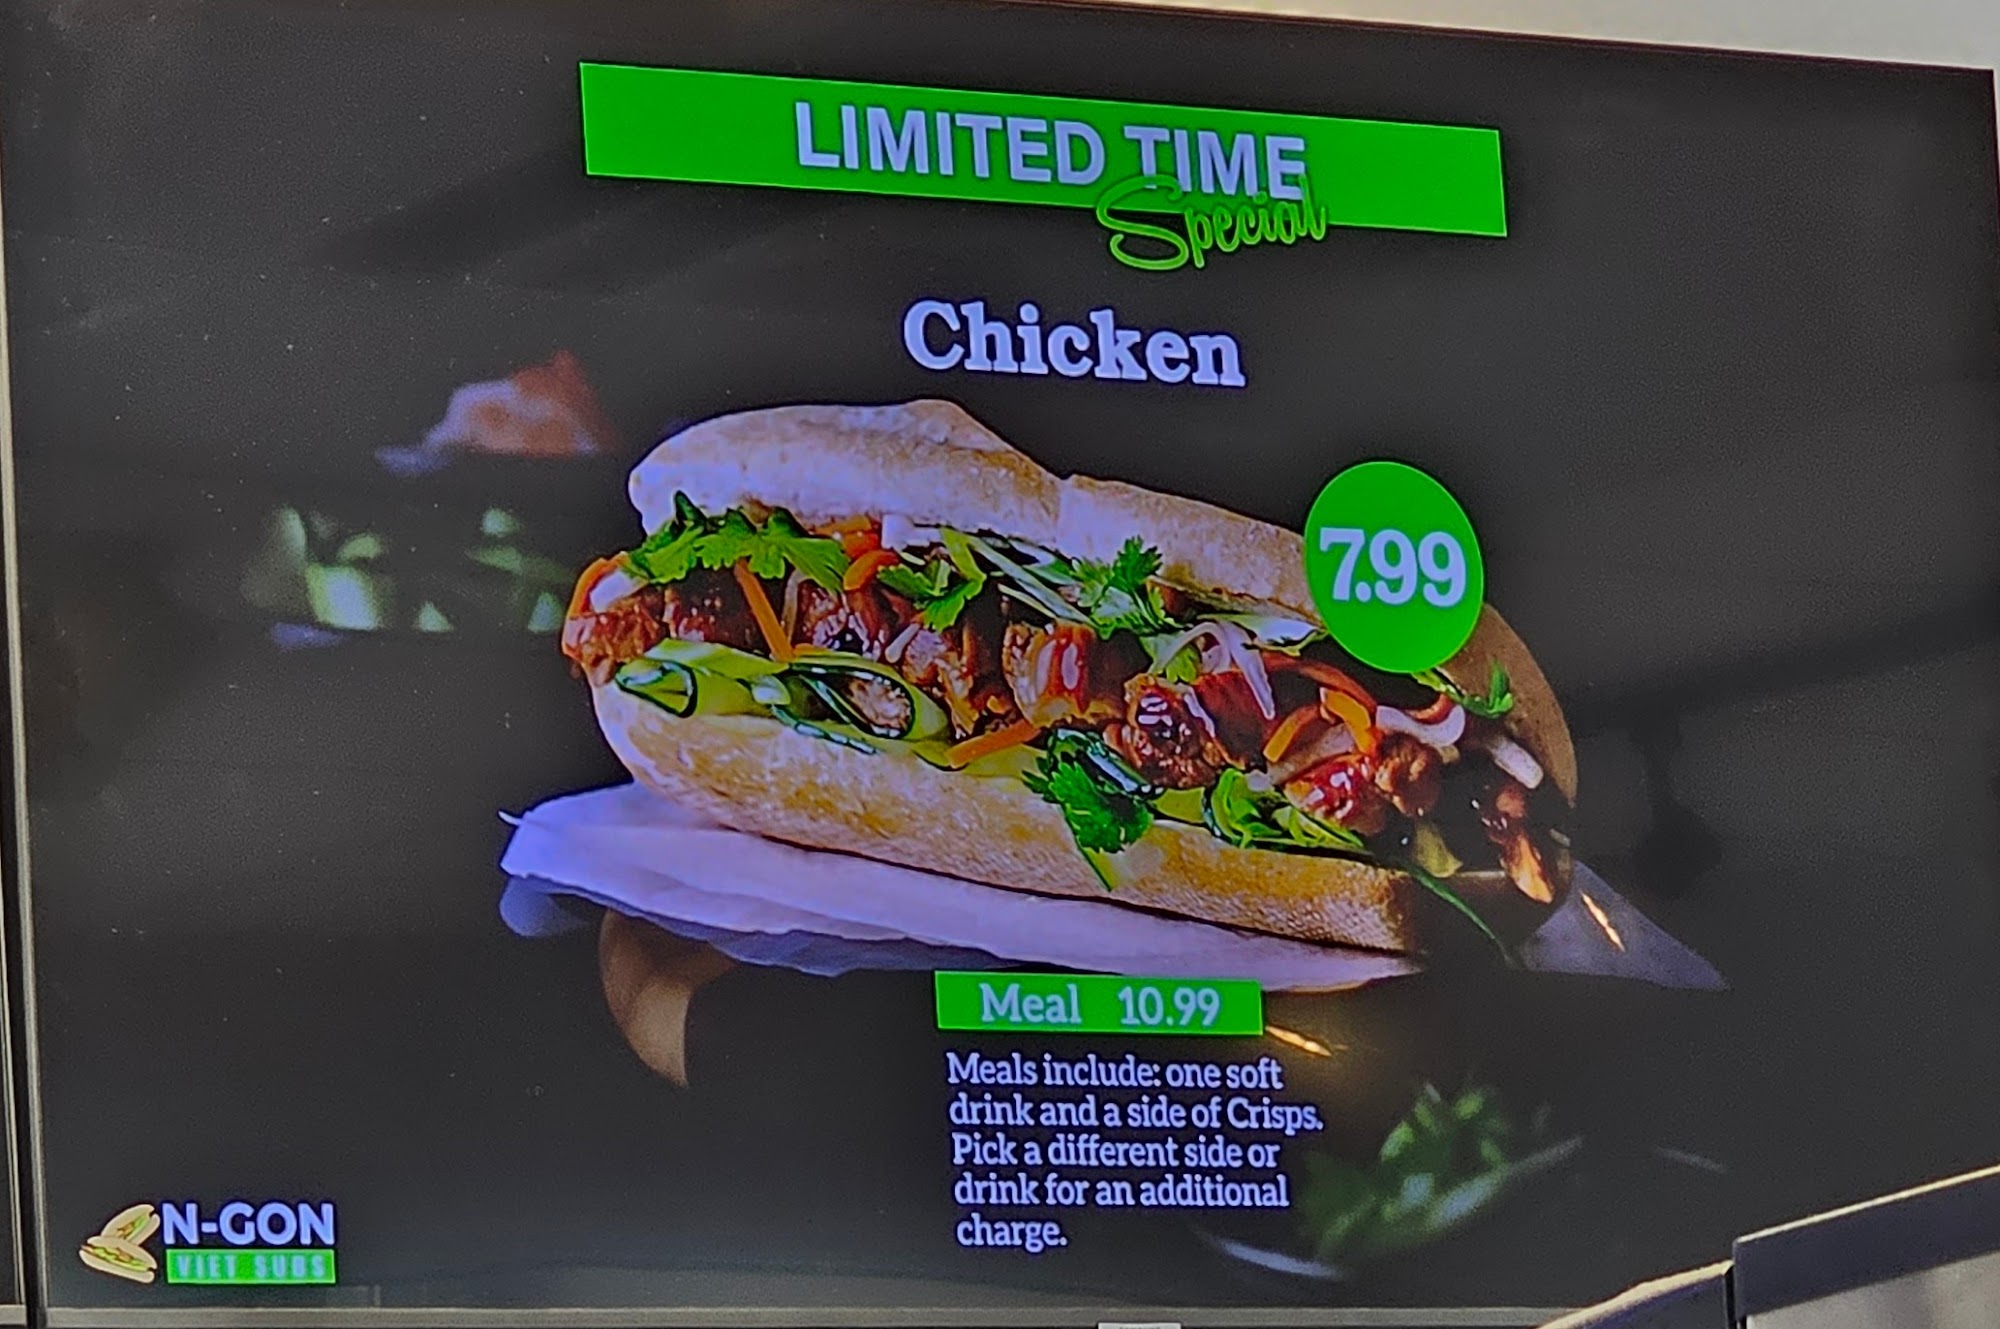 LIMITED TIME
Special
Chicken
7.99
Meal 10.99
Meals include: one soft
drink and a side of Crisps.
Pick a different side or
drink for an additional
charge.
N-GON
VIET SUBS